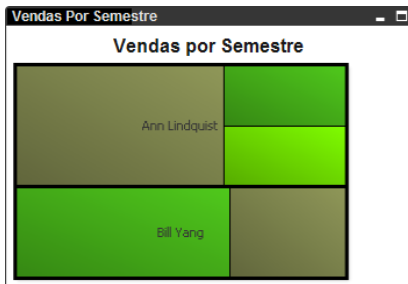 Vendas Por Semestre
Vendas por Semestre
Ann Lindquist
Bill Yang